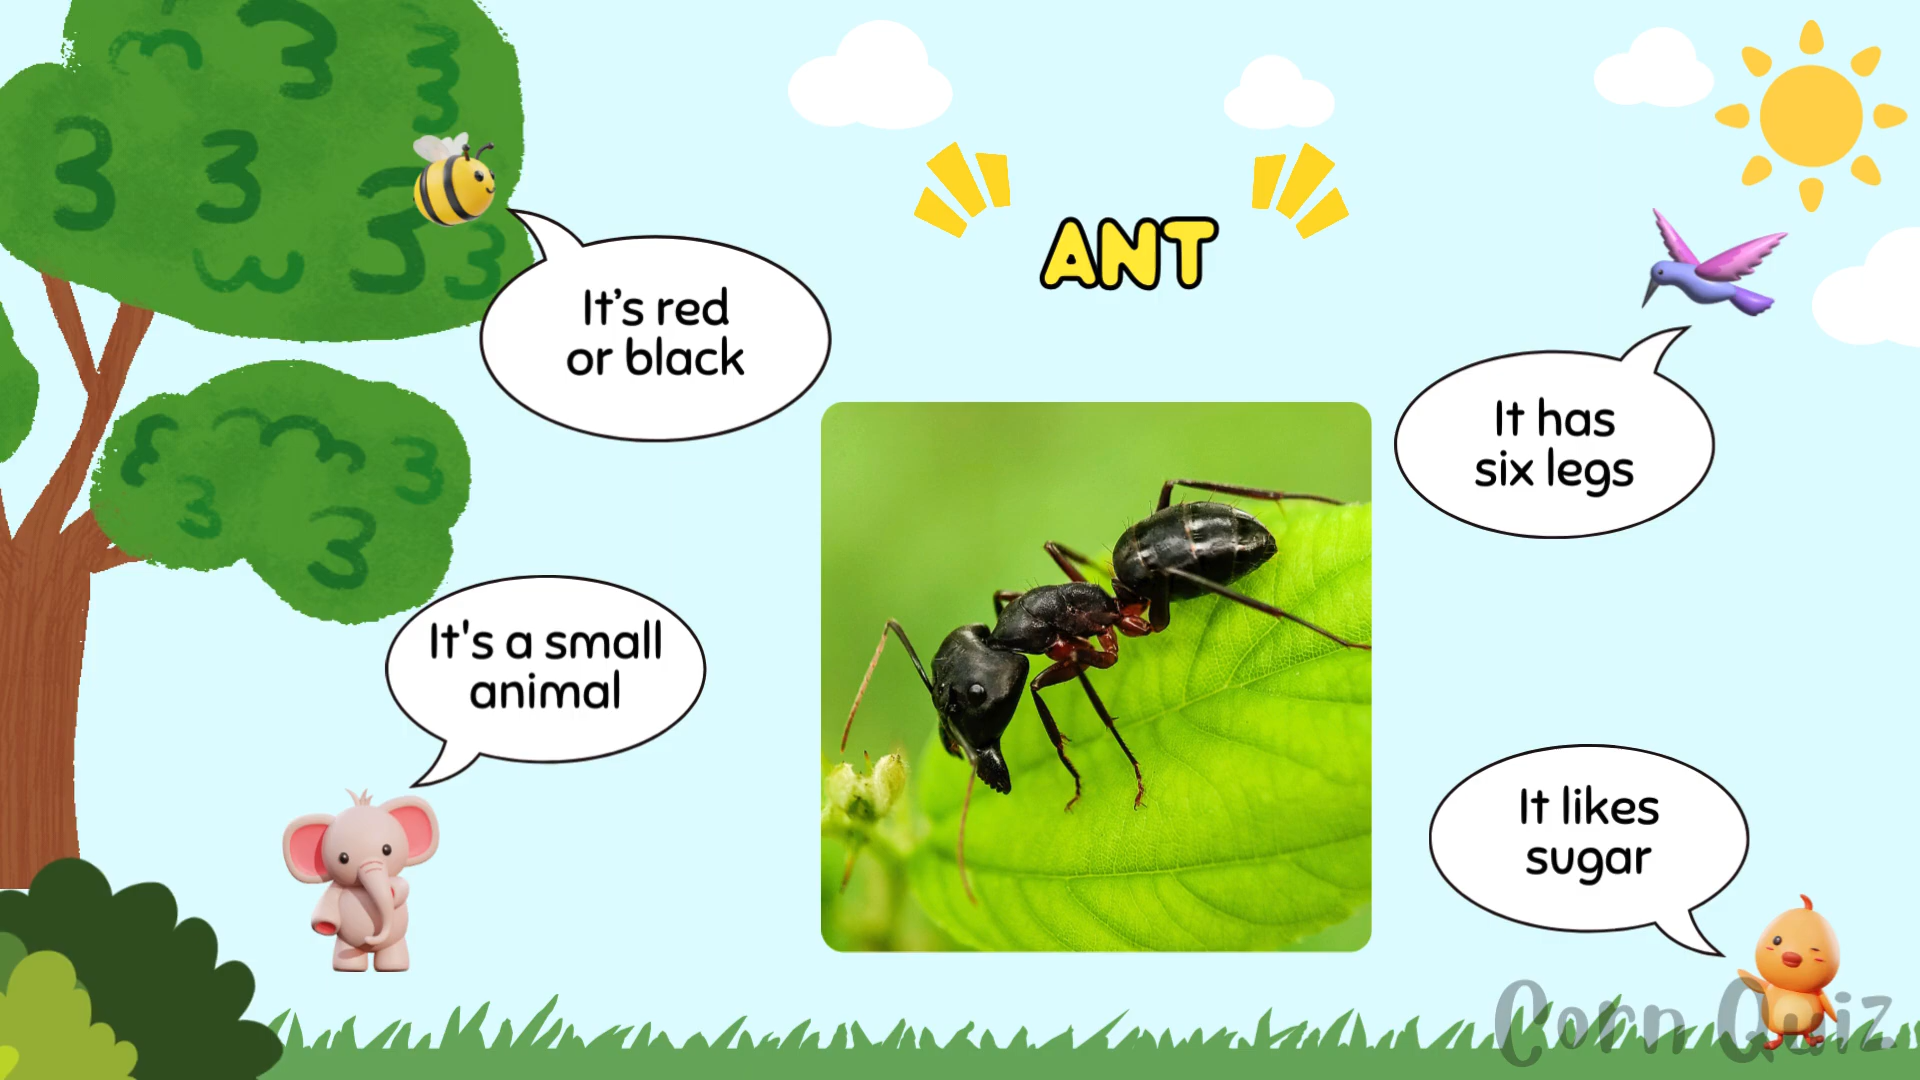 ANT
It's red
or black
It has
six legs
It's a small
animal
It likes
sugar
Corn Quiz